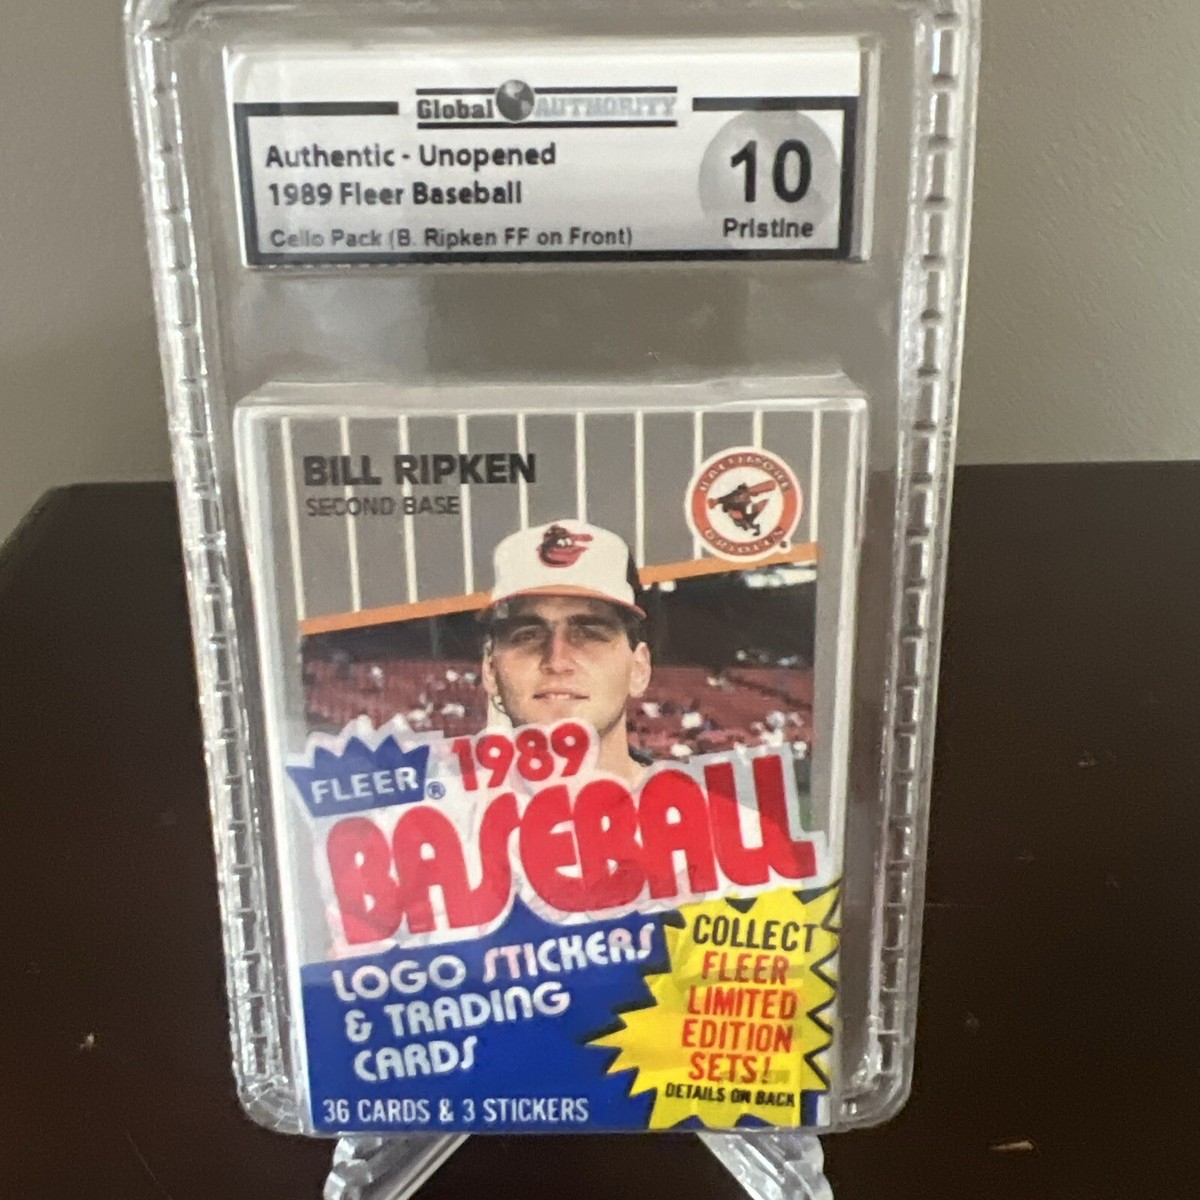 Global AUTHORITY
Authentic - Unopened
1989 Fleer Baseball
Cello Pack (B. Ripken FF on Front)
10
Pristine
BILL RIPKEN
SECOND BASE
BALTIMORE
ORIOLES
FLEER®
1989
BASEBALL
LOGO STICKERS
& TRADING
CARDS
36 CARDS & 3 STICKERS
COLLECT
FLEER
LIMITED
EDITION
SETS!
DETAILS ON BACK